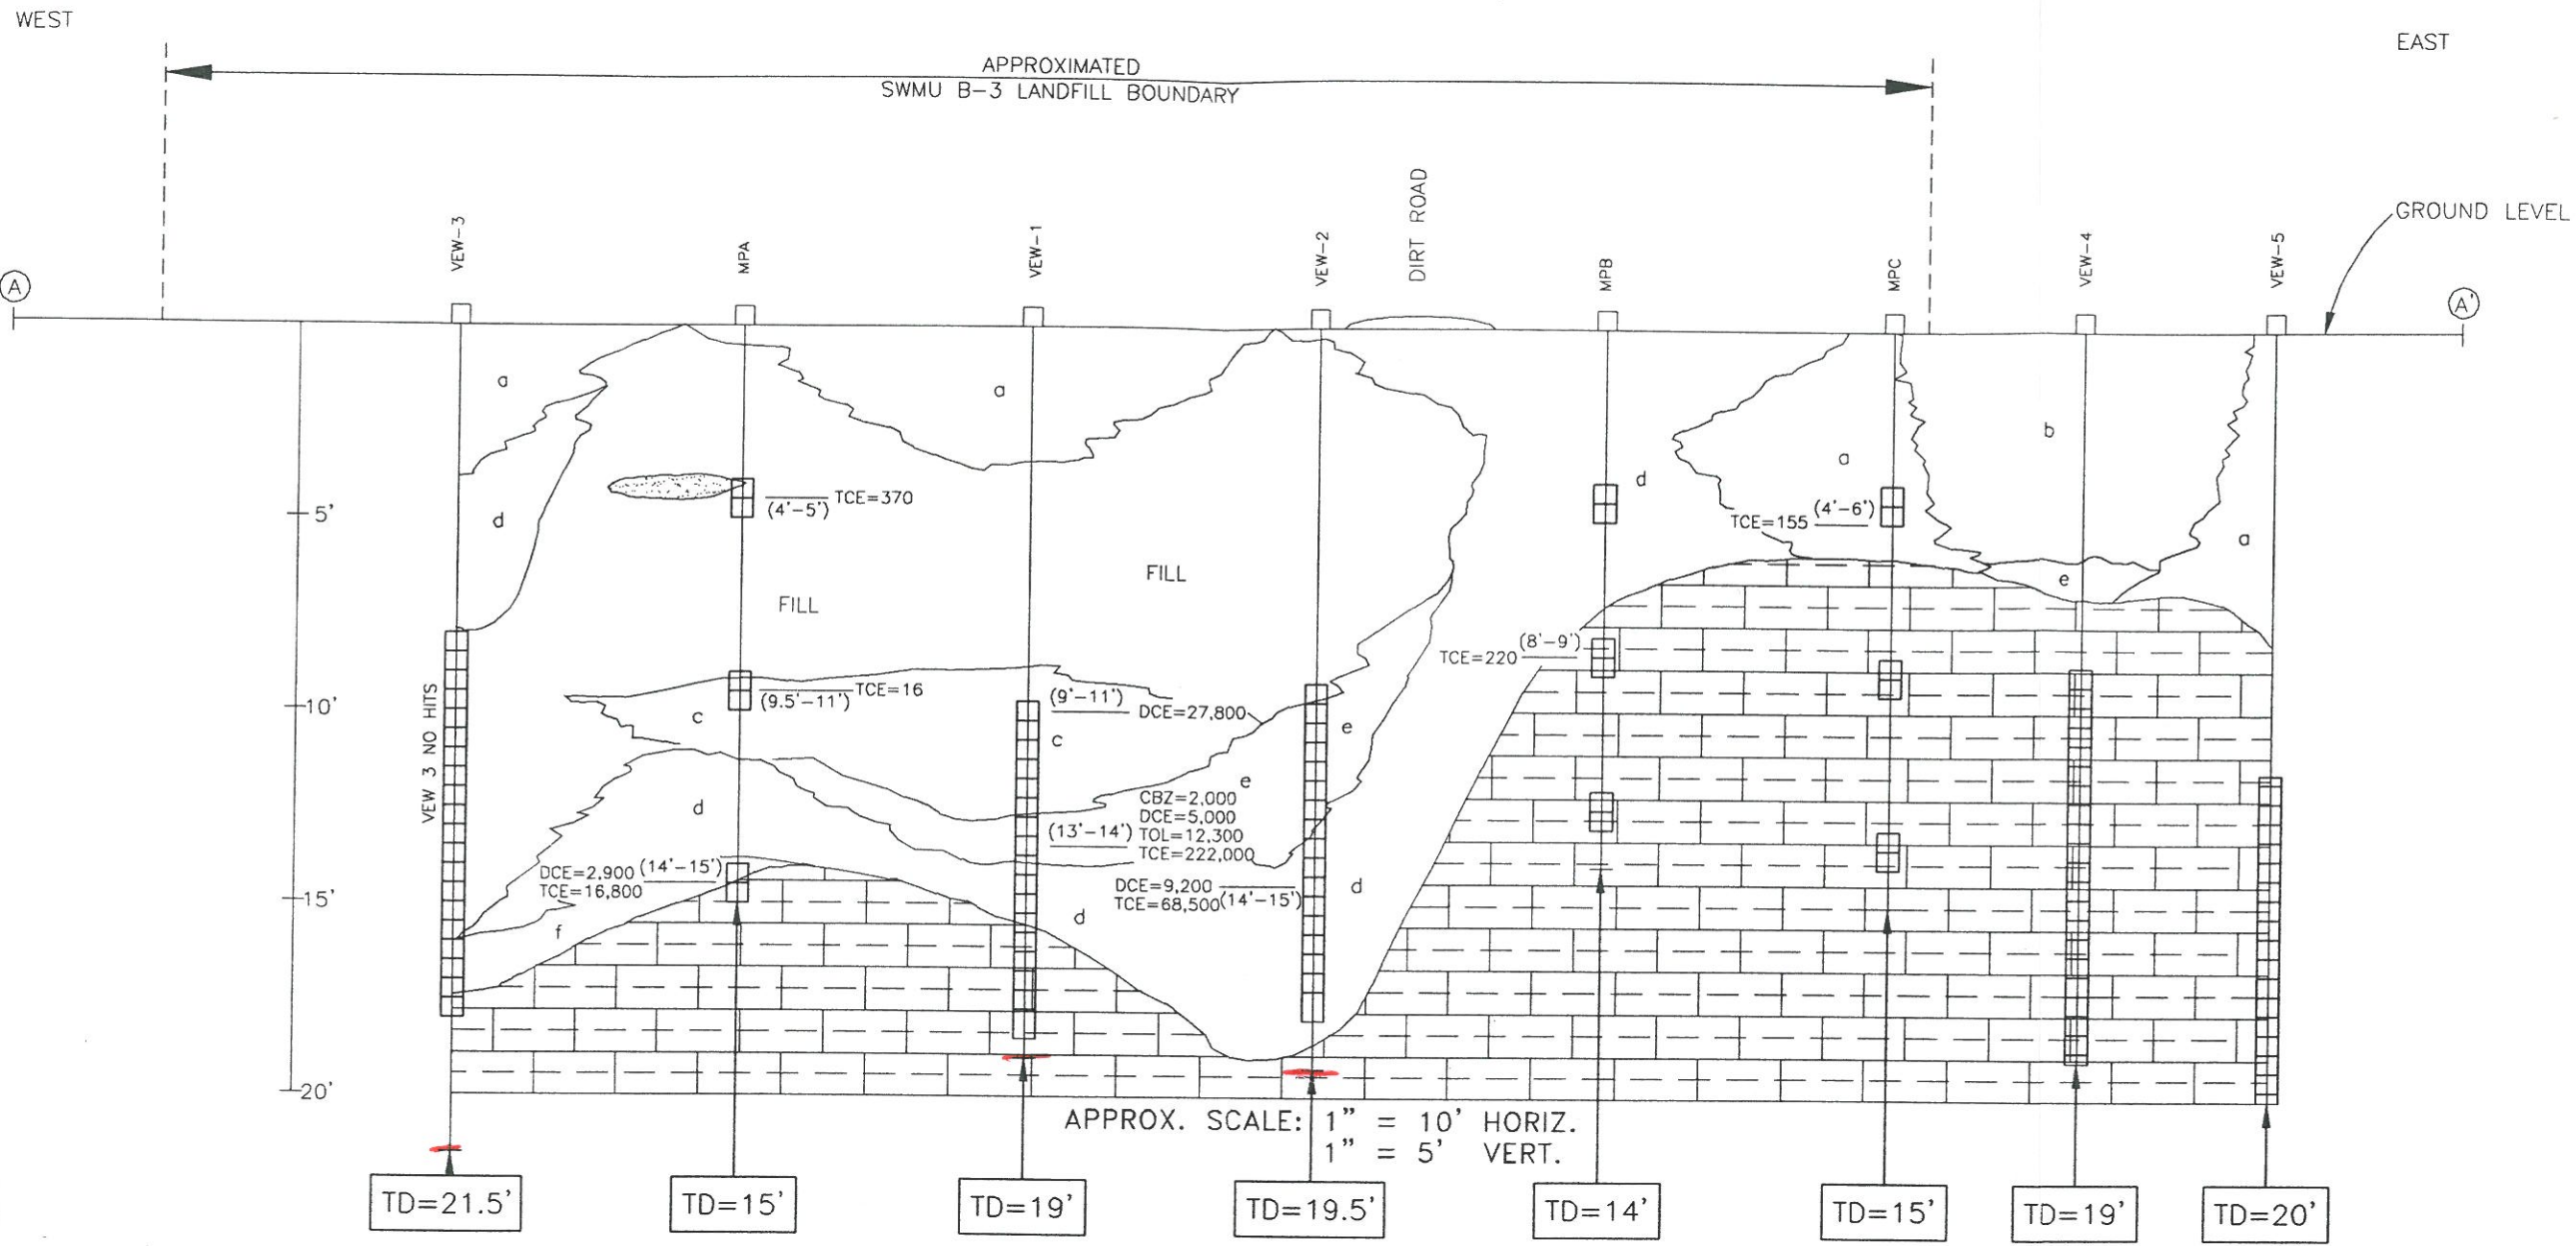 WEST
EAST
APPROXIMATED
SWMU B-3 LANDFILL BOUNDARY
GROUND LEVEL
VEW-3
MPA
VEW-1
VEW-2
DIRT ROAD
MPB
MPC
VEW-4
VEW-5
A
A'
a
a
b
d
a
5'
d
TCE=370
(4'-5')
TCE=155 (4'-6')
a
FILL
FILL
e
TCE=220 (8'-9')
10'
VEW 3 NO HITS
TCE=16
(9.5'-11')
(9'-11')
DCE=27,800
c
c
e
e
d
CBZ=2,000
DCE=5,000
(13'-14') TOL=12,300
TCE=222,000
15'
DCE=2,900 (14'-15')
TCE=16,800
DCE=9,200
TCE=68,500 (14'-15')
d
d
f
20'
APPROX. SCALE: 1" = 10' HORIZ.
1" = 5' VERT.
TD=21.5'
TD=15'
TD=19'
TD=19.5'
TD=14'
TD=15'
TD=19'
TD=20'